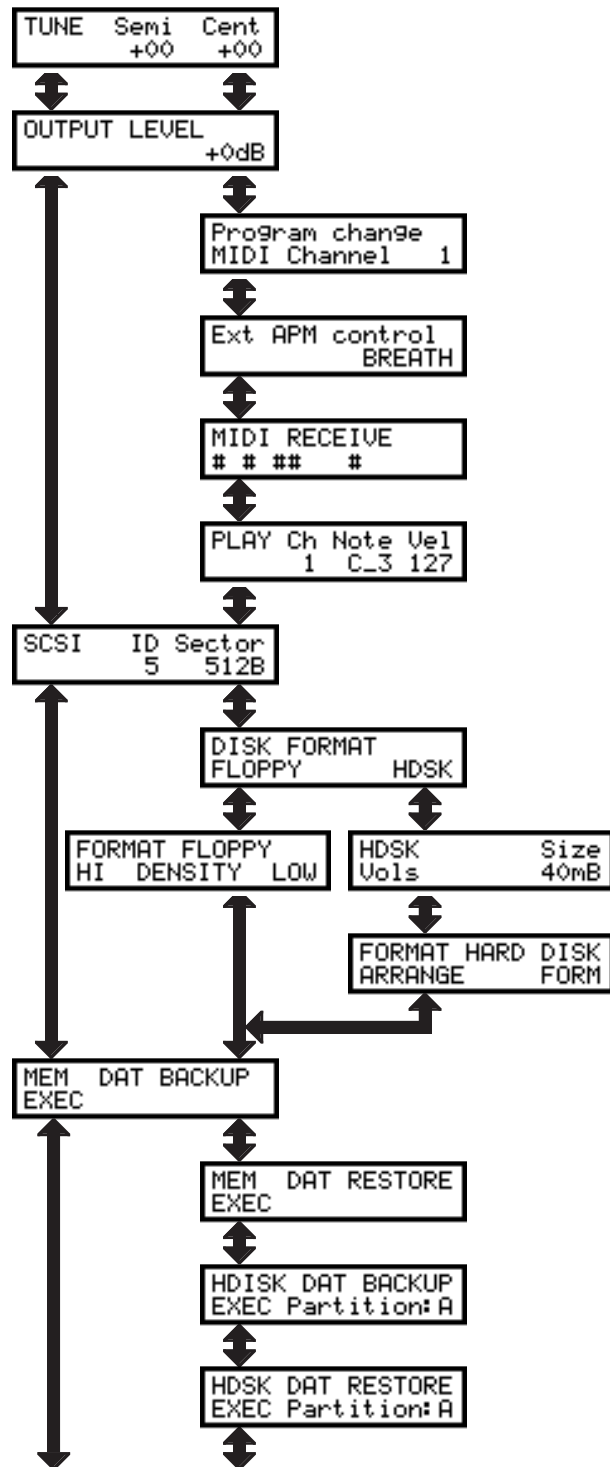 TUNE Semi Cent
+00 +00
OUTPUT LEVEL
+0dB
Program change
MIDI Channel 1
Ext APM control
BREATH
MIDI RECEIVE
# # ## #
PLAY Ch Note Vel
1 C_3 127
SCSI ID Sector
5 512B
DISK FORMAT
FLOPPY HDSK
FORMAT FLOPPY
HI DENSITY LOW
HDSK Size
Vols 40mB
FORMAT HARD DISK
ARRANGE FORM
MEM DAT BACKUP
EXEC
MEM DAT RESTORE
EXEC
HDISK DAT BACKUP
EXEC Partition:A
HDSK DAT RESTORE
EXEC Partition:A